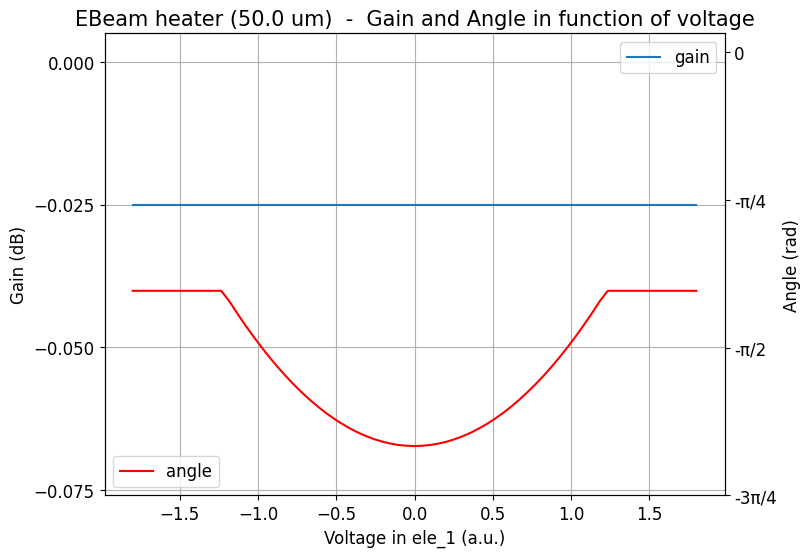 EBeam heater (50.0 um)  -  Gain and Angle in function of voltage
gain
angle
Gain (dB)
0.000
−0.025
−0.050
−0.075
0
-π/4
-π/2
-3π/4
Angle (rad)
−1.5 −1.0 −0.5 0.0 0.5 1.0 1.5
Voltage in ele_1 (a.u.)